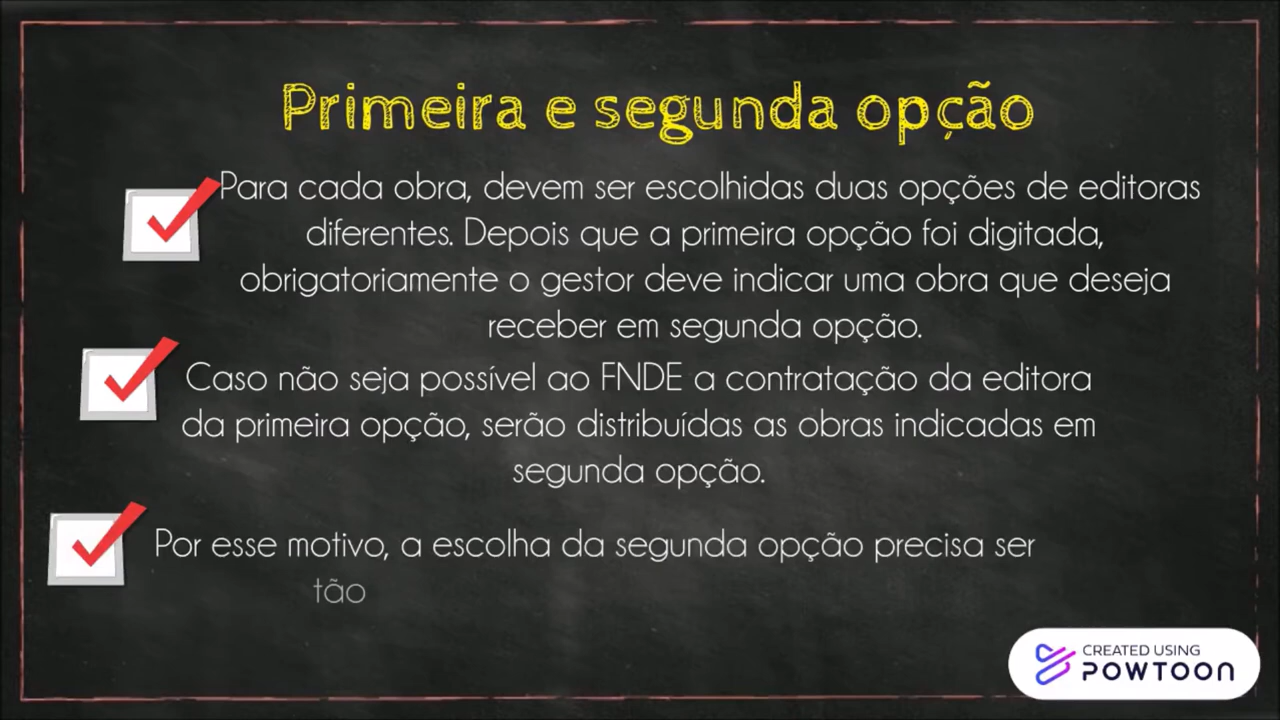 Primeira e segunda opção
Para cada obra, devem ser escolhidas duas opções de editoras
diferentes. Depois que a primeira opção foi digitada,
obrigatoriamente o gestor deve indicar uma obra que deseja
receber em segunda opção.
Caso não seja possível ao FNDE a contratação da editora
da primeira opção, serão distribuídas as obras indicadas em
segunda opção.
Por esse motivo, a escolha da segunda opção precisa ser
tão
CREATED USING
POWTOON